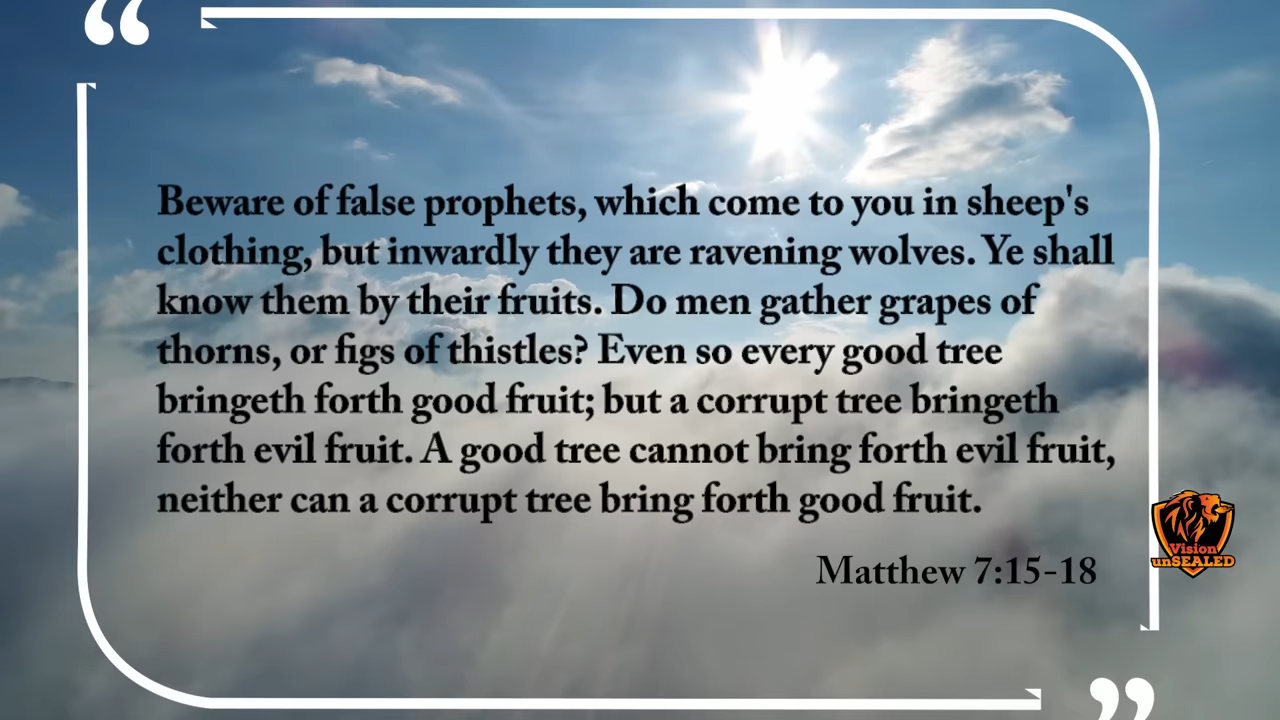 Beware of false prophets, which come to you in sheep's
clothing, but inwardly they are ravening wolves. Ye shall
know them by their fruits. Do men gather grapes of
thorns, or figs of thistles? Even so every good tree
bringeth forth good fruit; but a corrupt tree bringeth
forth evil fruit. A good tree cannot bring forth evil fruit,
neither can a corrupt tree bring forth good fruit.
Matthew 7:15-18
Vision
unSEALED